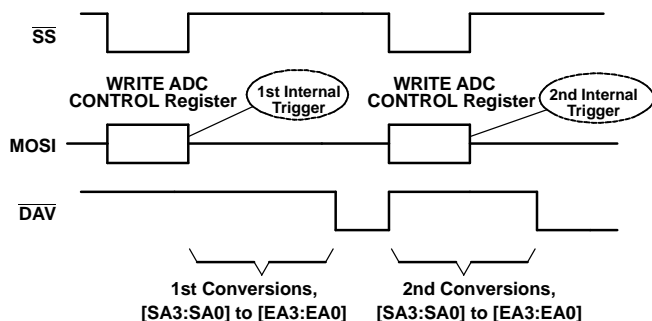 SS
WRITE ADC
CONTROL Register
1st Internal
Trigger
WRITE ADC
CONTROL Register
2nd Internal
Trigger
MOSI
DAV
1st Conversions,
[SA3:SA0] to [EA3:EA0]
2nd Conversions,
[SA3:SA0] to [EA3:EA0]